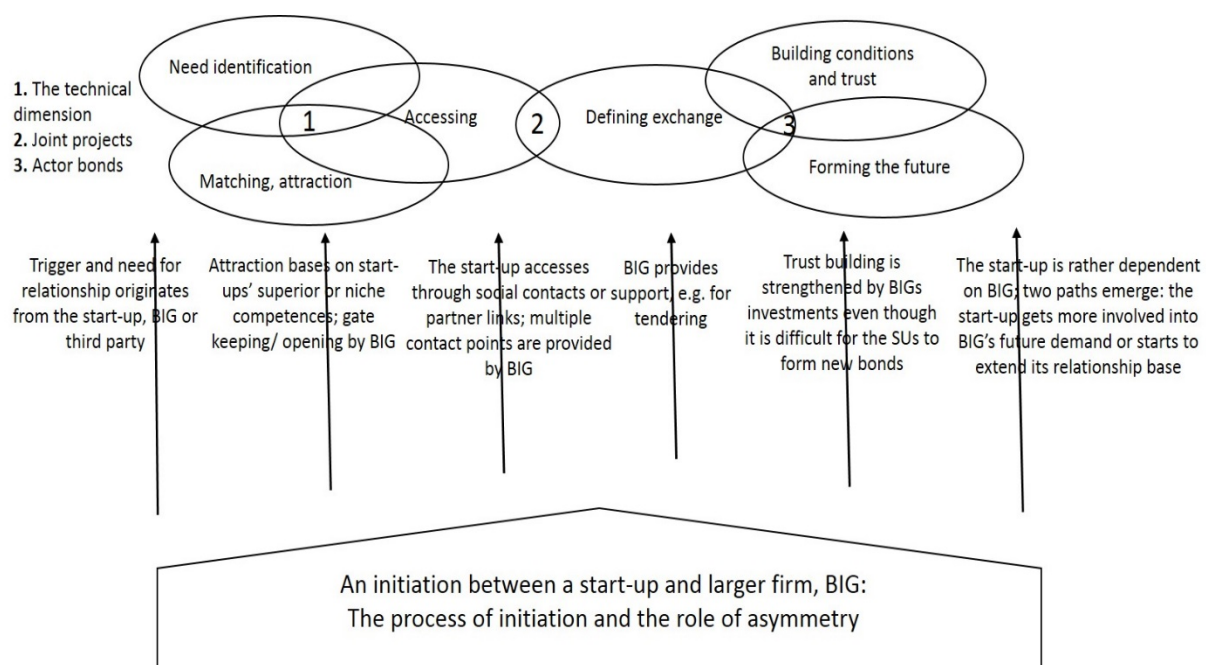 Need identification
Building conditions
and trust
1. The technical
dimension
2. Joint projects
3. Actor bonds
1
Accessing
2
Defining exchange
3
Matching, attraction
Forming the future
Trigger and need for
relationship originates
from the start-up, BIG or
third party
Attraction bases on start-
ups’ superior or niche
competences; gate
keeping/ opening by BIG
The start-up accesses
through social contacts or
partner links; multiple
contact points are provided
by BIG
BIG provides
support, e.g. for
tendering
Trust building is
strengthened by BIGs
investments even though
it is difficult for the SUs to
form new bonds
The start-up is rather dependent
on BIG; two paths emerge: the
start-up gets more involved into
BIG’s future demand or starts to
extend its relationship base
An initiation between a start-up and larger firm, BIG:
The process of initiation and the role of asymmetry